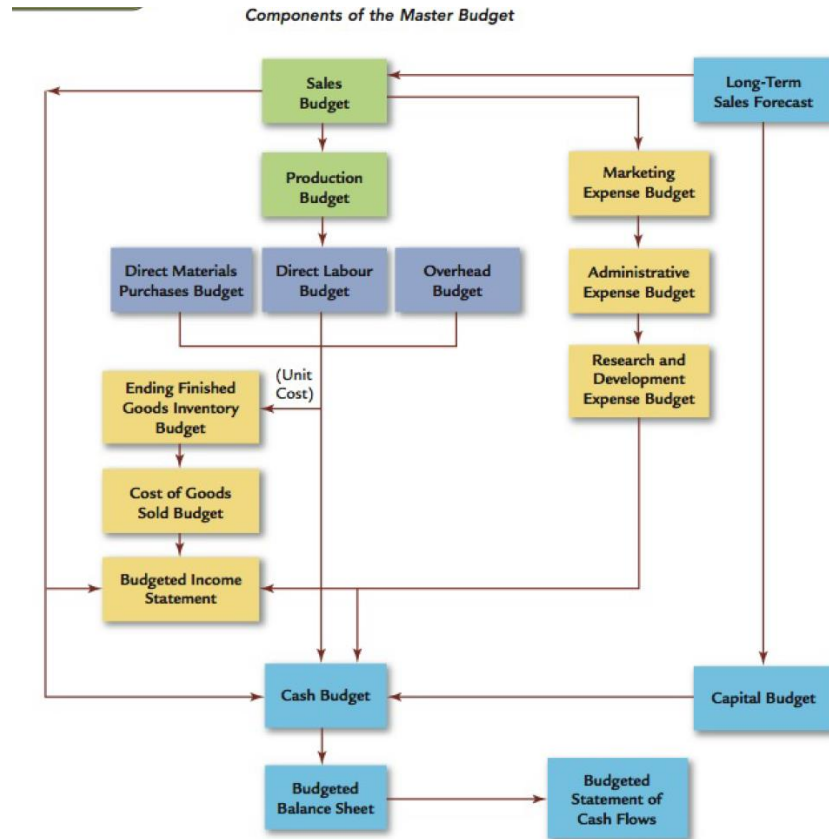 Components of the Master Budget
Sales
Budget
Long-Term
Sales Forecast
Production
Budget
Marketing
Expense Budget
Direct Materials
Purchases Budget
Direct Labour
Budget
Overhead
Budget
Administrative
Expense Budget
(Unit
Cost)
Ending Finished
Goods Inventory
Budget
Research and
Development
Expense Budget
Cost of Goods
Sold Budget
Budgeted Income
Statement
Cash Budget
Capital Budget
Budgeted
Balance Sheet
Budgeted
Statement of
Cash Flows